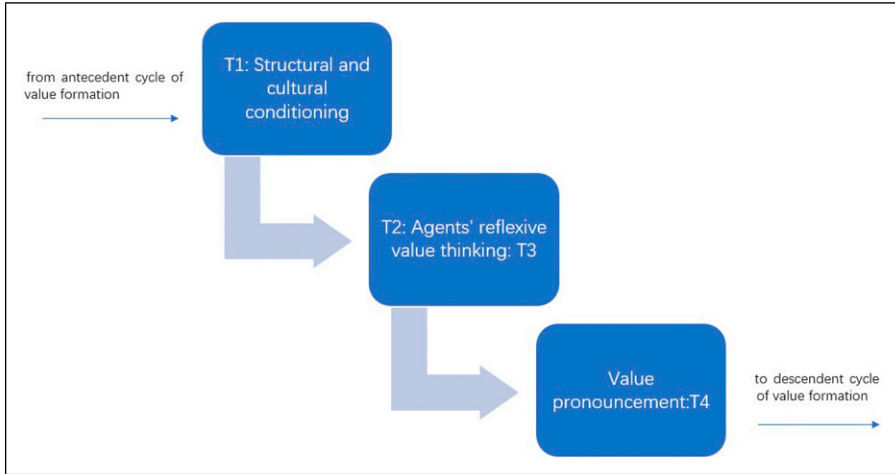 from antecedent cycle of
value formation
T1: Structural and
cultural
conditioning
T2: Agents' reflexive
value thinking: T3
Value
pronouncement:T4
to descendent cycle
of value formation